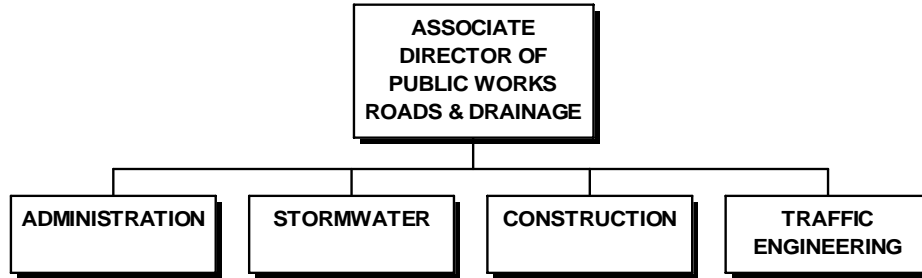 ASSOCIATE
DIRECTOR OF
PUBLIC WORKS
ROADS & DRAINAGE
ADMINISTRATION
STORMWATER
CONSTRUCTION
TRAFFIC
ENGINEERING